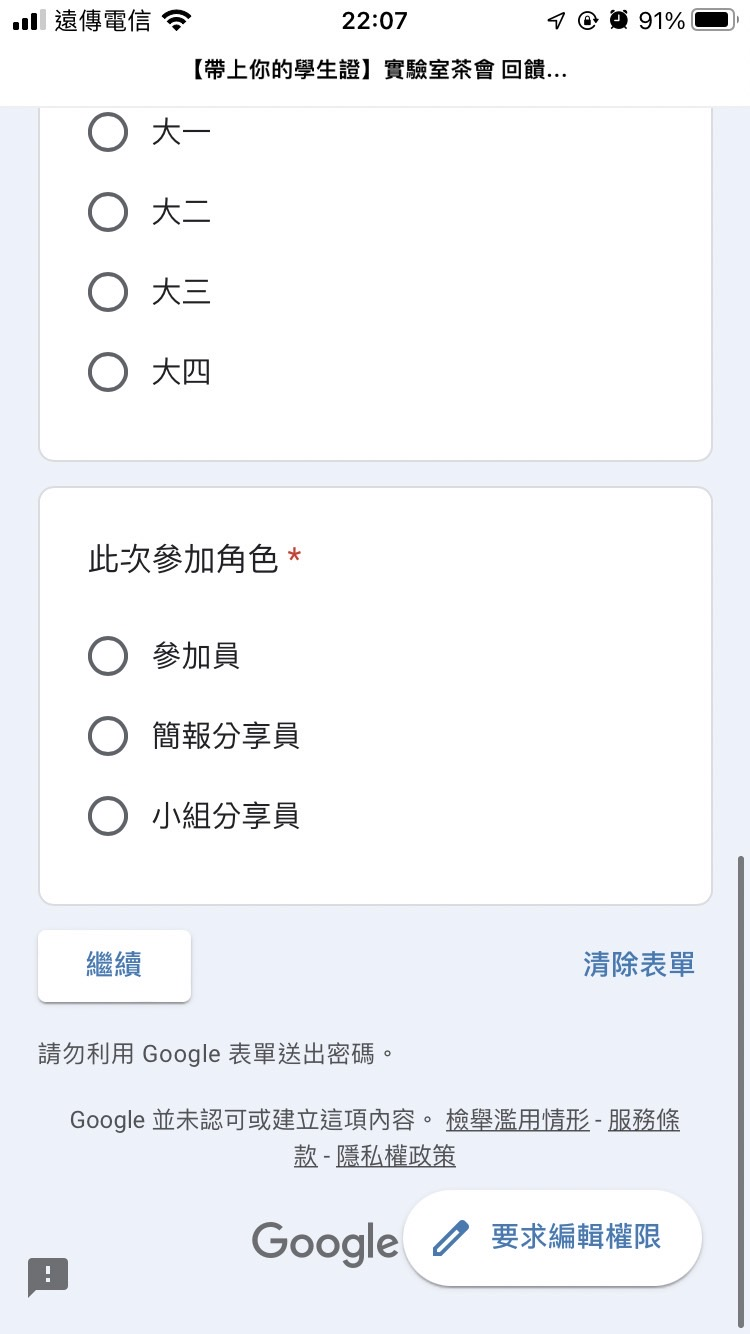 遠傳電信 22:07 91%
【帶上你的學生證】實驗室茶會 回饋…
大一
大二
大三
大四
此次參加角色 *
參加員
簡報分享員
小組分享員
繼續 清除表單
請勿利用 Google 表單送出密碼。
Google 並未認可或建立這項內容。 檢舉濫用情形 - 服務條
款 - 隱私權政策
Google 要求編輯權限